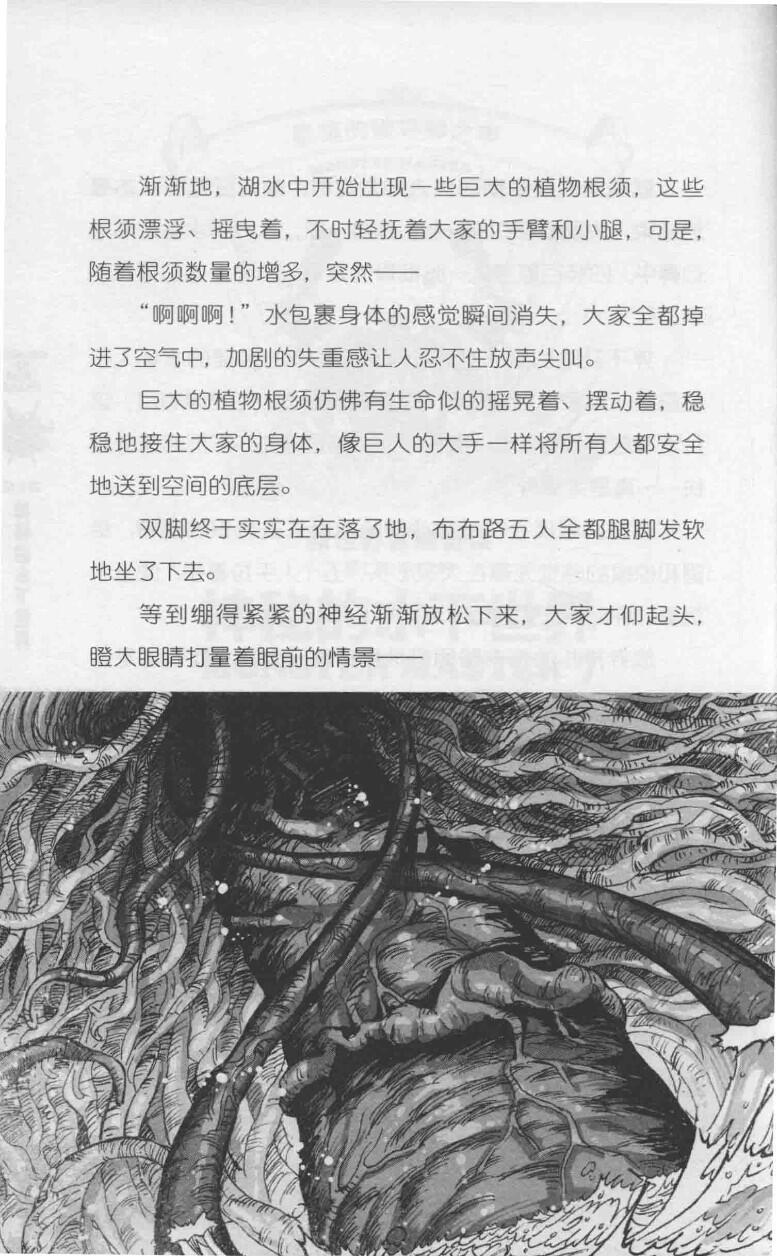 渐渐地，湖水中开始出现一些巨大的植物根须，这些
根须漂浮、摇曳着，不时轻抚着大家的手臂和小腿，可是，
随着根须数量的增多，突然——
“啊啊啊！”水包裹身体的感觉瞬间消失，大家全都掉
进了空气中，加剧的失重感让人忍不住放声尖叫。
巨大的植物根须仿佛有生命似的摇晃着、摆动着，稳
稳地接住大家的身体，像巨人的大手一样将所有人都安全
地送到空间的底层。
双脚终于实实在在落了地，布布路五人全都腿脚发软
地坐了下去。
等到绷得紧紧的神经渐渐放松下来，大家才仰起头，
瞪大眼睛打量着眼前的情景——